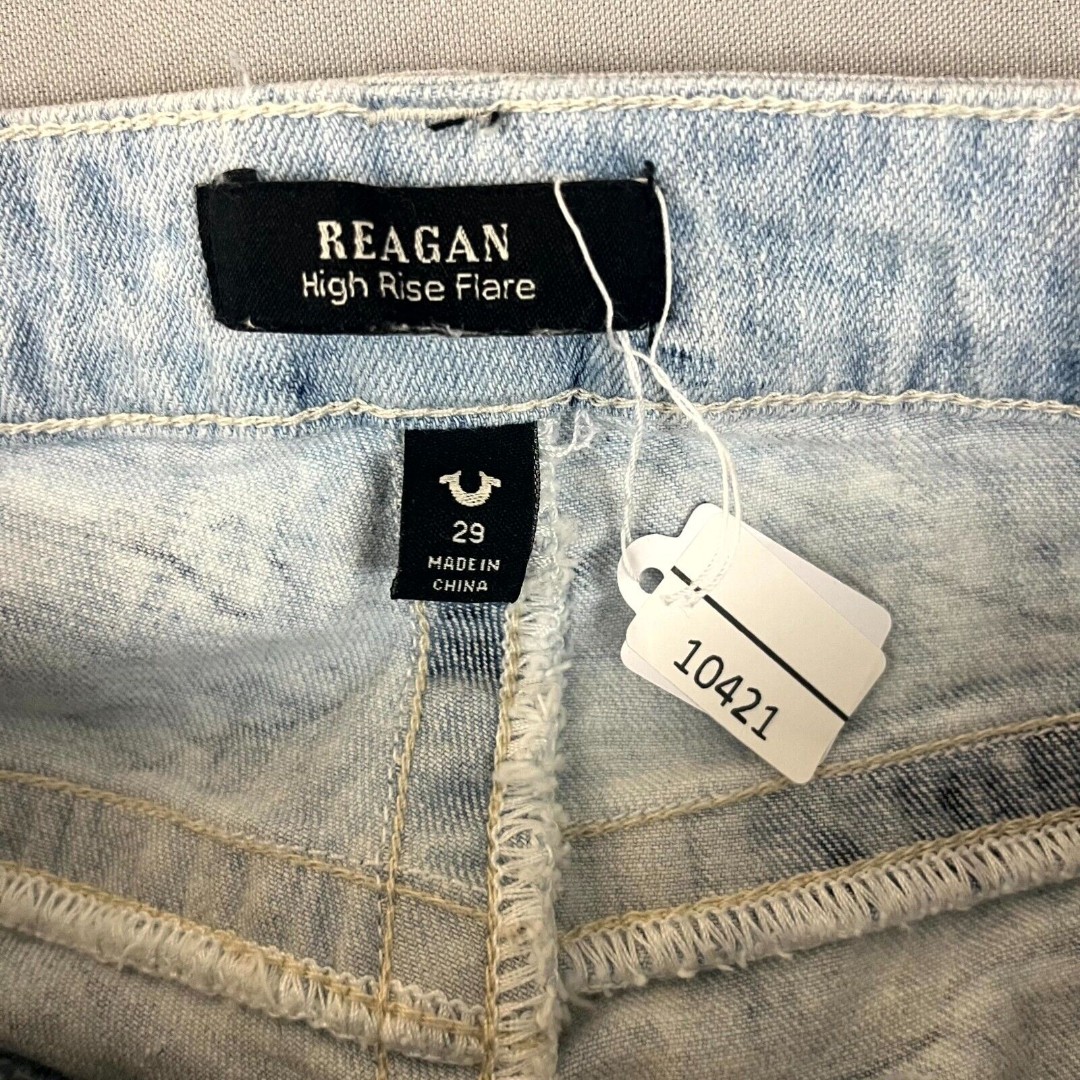 REAGAN
High Rise Flare
29
MADE IN
CHINA
10421